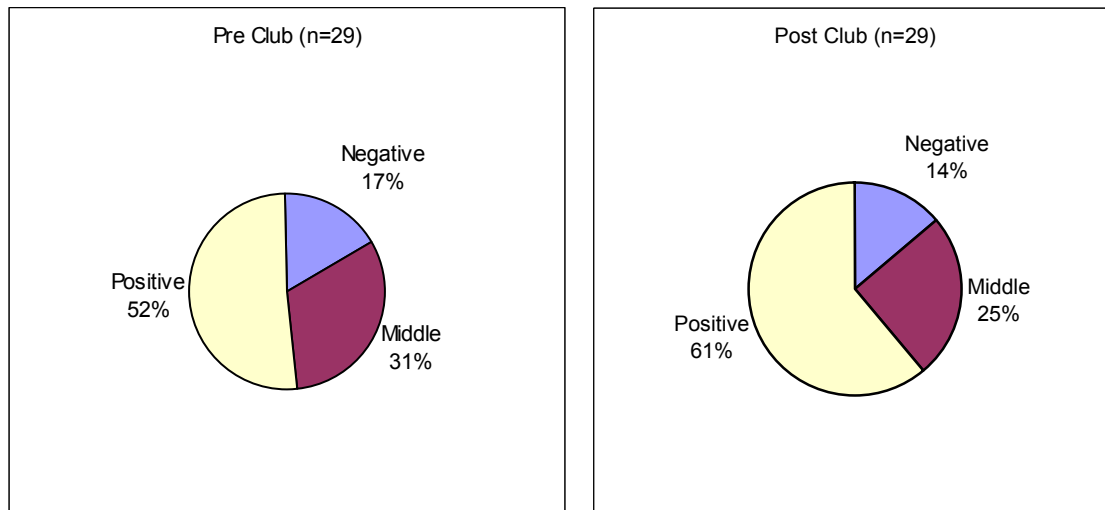 Pre Club (n=29)
Negative
17%
Positive
52%
Middle
31%
Post Club (n=29)
Negative
14%
Middle
25%
Positive
61%